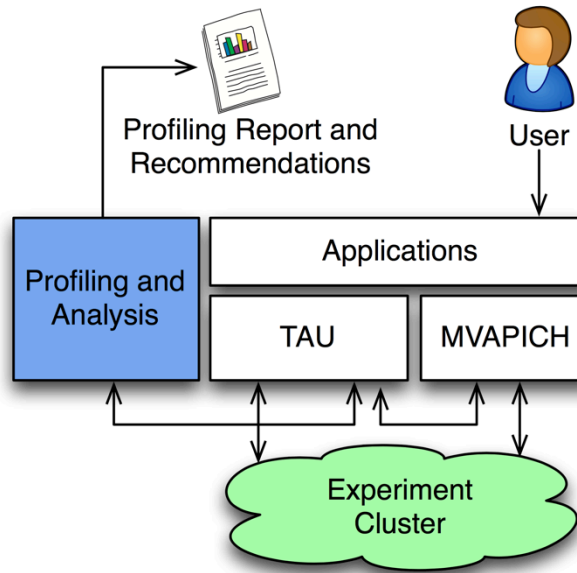 Profiling Report and
Recommendations
User
Applications
Profiling and
Analysis
TAU
MVAPICH
Experiment
Cluster